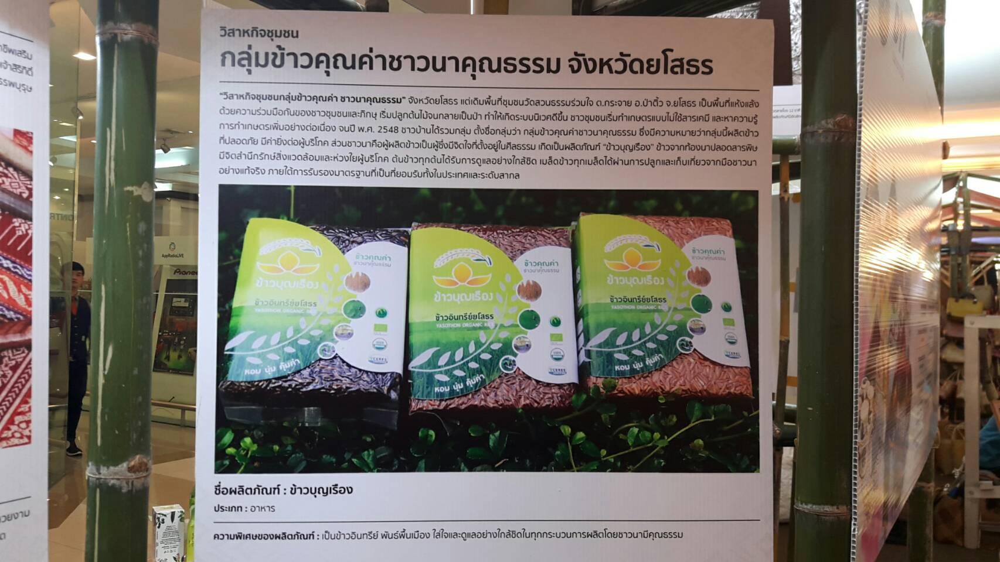 วิสาหกิจชุมชน
กลุ่มข้าวคุณค่าชาวนาคุณธรรม จังหวัดยโสธร
"วิสาหกิจชุมชนกลุ่มข้าวคุณค่า ชาวนาคุณธรรม" จังหวัดยโสธร แต่เดิมพื้นที่ชุมชนวัดสวนธรรมร่วมใจ ต.กระจาย อ.ป่าติ้ว จ.ยโสธร เป็นพื้นที่แห้งแล้ง
ด้วยความร่วมมือกันของชาวชุมชนและภิกษุ เริ่มปลูกต้นไม้จนกลายเป็นป่า ทำให้เกิดระบบนิเวศดีขึ้น ชาวชุมชนเริ่มทำเกษตรแบบไม่ใช้สารเคมี และหาความรู้
การทำเกษตรเพิ่มอย่างต่อเนื่อง จนปี พ.ศ. 2548 ชาวบ้านได้รวมกลุ่ม ตั้งชื่อกลุ่มว่า กลุ่มข้าวคุณค่าชาวนาคุณธรรม ซึ่งมีความหมายว่ากลุ่มนี้ผลิตข้าว
ที่ปลอดภัย มีค่ายิ่งต่อผู้บริโภค ส่วนชาวนาคือผู้ผลิตข้าวเป็นผู้ซึ่งมีจิตใจที่ตั้งอยู่ในศีลธรรม เกิดเป็นผลิตภัณฑ์ "ข้าวบุญเรือง" ข้าวจากท้องนาปลอดสารพิษ
มีจิตสำนึกรักษ์สิ่งแวดล้อมและห่วงใยผู้บริโภค ต้นข้าวทุกต้นได้รับการดูแลอย่างใกล้ชิด เมล็ดข้าวทุกเมล็ดได้ผ่านการปลูกและเก็บเกี่ยวจากมือชาวนา
อย่างแท้จริง ภายใต้การรับรองมาตรฐานที่เป็นที่ยอมรับทั้งในประเทศและระดับสากล
ข้าวคุณค่า
ชาวนาคุณธรรม
ข้าวบุญเรือง
ข้าวอินทรีย์ยโสธร
YASOTHON ORGANIC RICE
หอม นุ่ม คุ้มค่า
ข้าวคุณค่า
ชาวนาคุณธรรม
ข้าวบุญเรือง
ข้าวอินทรีย์ยโสธร
YASOTHON ORGANIC RICE
หอม นุ่ม คุ้มค่า
ข้าวคุณค่า
ชาวนาคุณธรรม
ข้าวบุญเรือง
ข้าวอินทรีย์ยโสธร
YASOTHON ORGANIC RICE
หอม นุ่ม คุ้มค่า
ชื่อผลิตภัณฑ์ : ข้าวบุญเรือง
ประเภท : อาหาร
ความพิเศษของผลิตภัณฑ์ : เป็นข้าวอินทรีย์ พันธ์พื้นเมือง ใส่ใจและดูแลอย่างใกล้ชิดในทุกกระบวนการผลิตโดยชาวนามีคุณธรรม
AppRadioLIVE